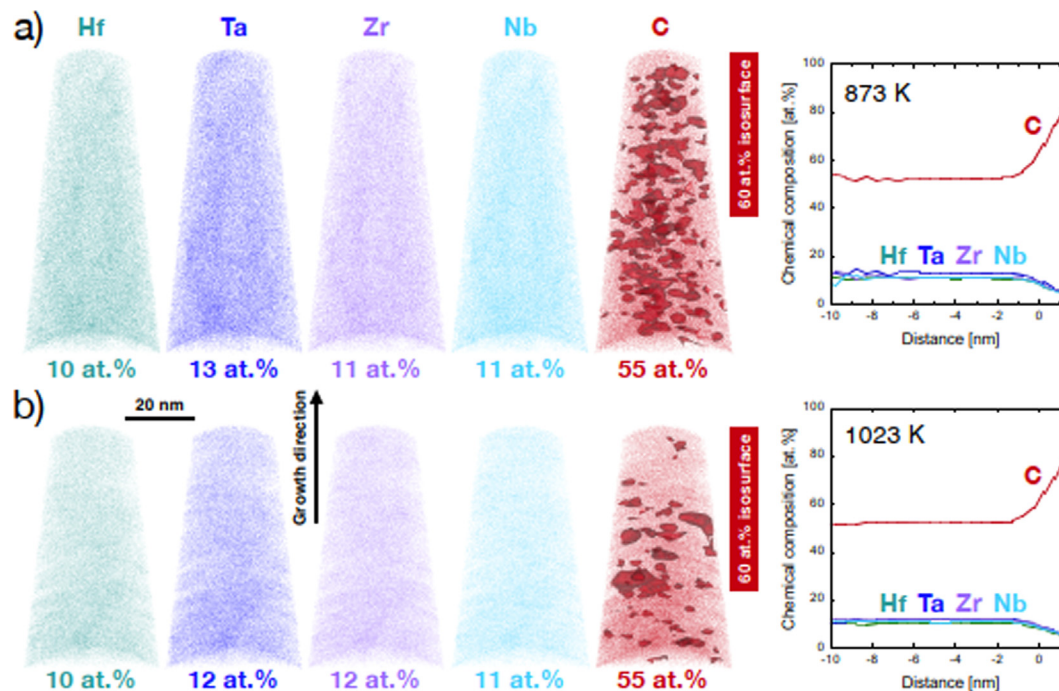 a)
Hf Ta Zr Nb C
60 at.% isosurface
10 at.% 13 at.% 11 at.% 11 at.% 55 at.%
Chemical composition [at.%]
100
80
60
40
20
0
873 K
C
Hf Ta Zr Nb
-10 -8 -6 -4 -2 0
Distance [nm]
b)
20 nm
Growth direction
60 at.% isosurface
10 at.% 12 at.% 12 at.% 11 at.% 55 at.%
Chemical composition [at.%]
100
80
60
40
20
0
1023 K
C
Hf Ta Zr Nb
-10 -8 -6 -4 -2 0
Distance [nm]